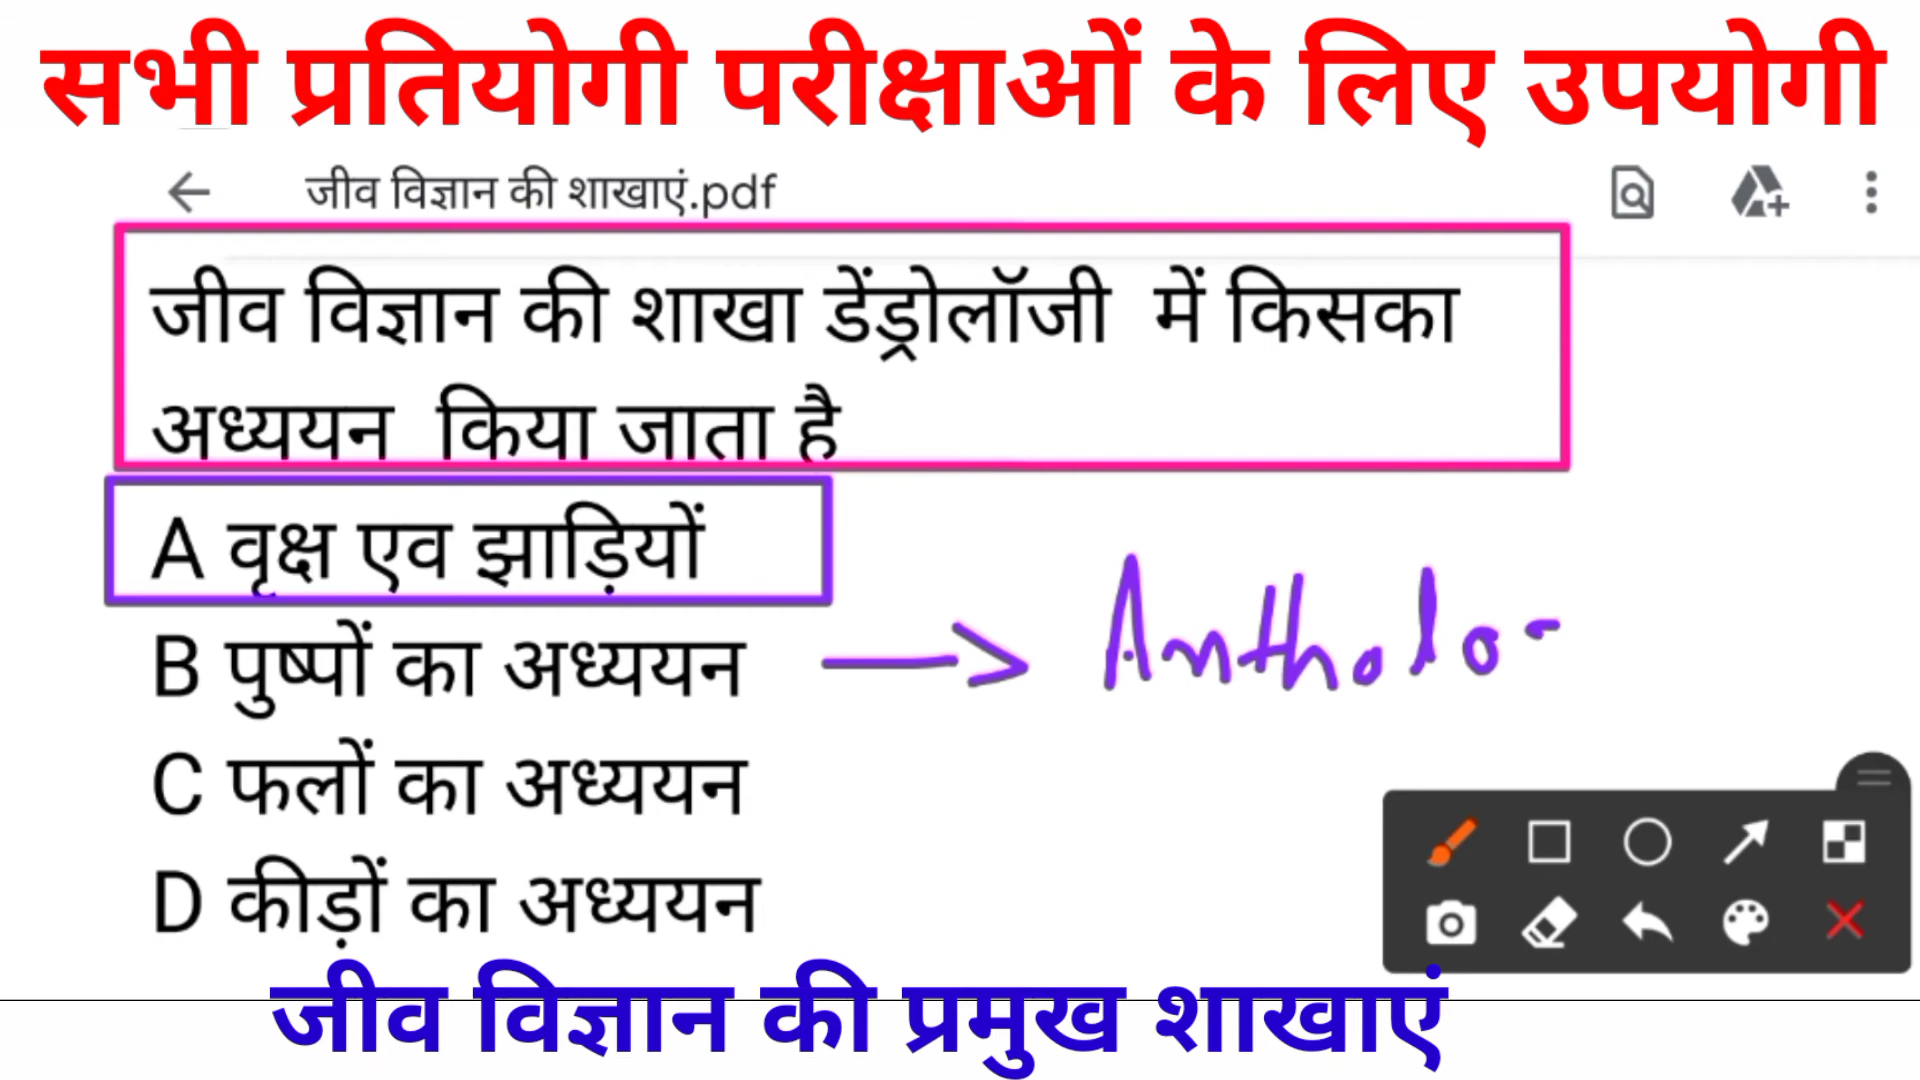 सभी प्रतियोगी परीक्षाओं के लिए उपयोगी
जीव विज्ञान की शाखाएं.pdf
जीव विज्ञान की शाखा डेंड्रोलॉजी में किसका
अध्ययन किया जाता है
A वृक्ष एव झाड़ियों
B पुष्पों का अध्ययन
Antholo
C फलों का अध्ययन
D कीड़ों का अध्ययन
जीव विज्ञान की प्रमुख शाखाएं